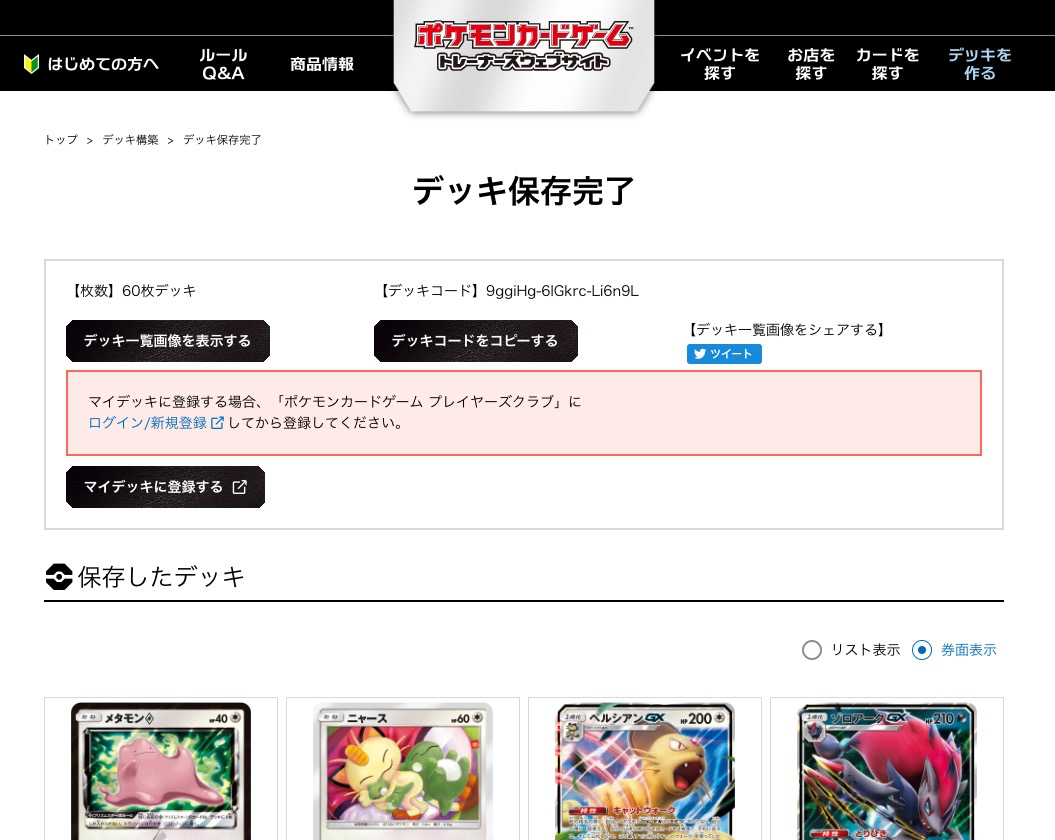 はじめての方へ
ルール
Q&A
商品情報
ポケモンカードゲーム
トレーナーズウェブサイト
イベントを
探す
お店を
探す
カードを
探す
デッキを
作る
トップ > デッキ構築 > デッキ保存完了
デッキ保存完了
【枚数】60枚デッキ
【デッキコード】9ggiHg-6lGkrc-Li6n9L
デッキ一覧画像を表示する
デッキコードをコピーする
【デッキ一覧画像をシェアする】
ツイート
マイデッキに登録する場合、「ポケモンカードゲーム プレイヤーズクラブ」に
ログイン/新規登録 してから登録してください。
マイデッキに登録する
保存したデッキ
リスト表示 券面表示
たね メタモン◇ HP40
たね ニャース HP60
1進化 ペルシアンGX HP200
特性 キャットウォーク
1進化 ゾロアークGX HP210
特性 とりひき